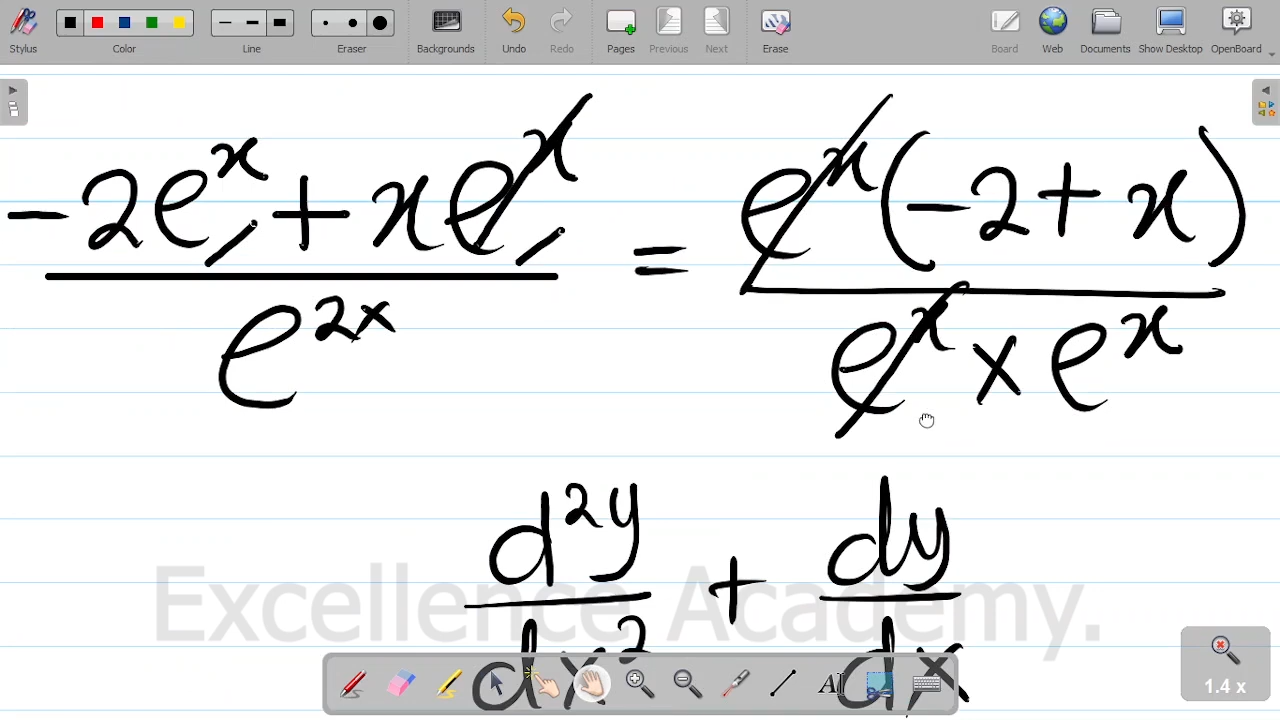 Stylus Color Line Eraser Backgrounds Undo Redo Pages Previous Next Erase Board Web Documents Show Desktop OpenBoard
-2eˣ + xeˣ / e²ˣ = eˣ(-2 + x) / eˣ × eˣ
d²y/dx² + dy/dx
Excellence Academy.
AI
1.4 x